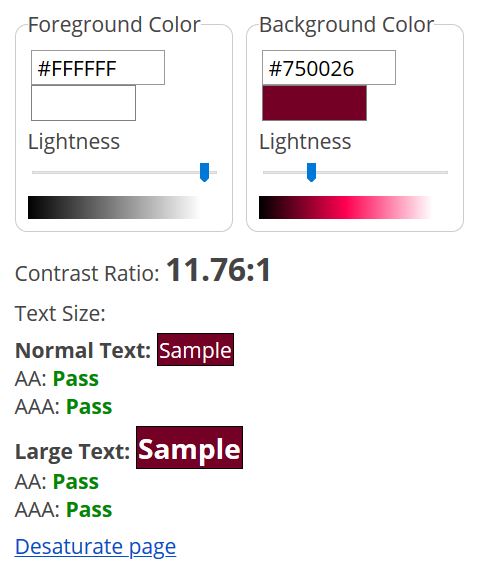 Foreground Color
#FFFFFF
Lightness
Background Color
#750026
Lightness
Contrast Ratio: 11.76:1
Text Size:
Normal Text: Sample
AA: Pass
AAA: Pass
Large Text: Sample
AA: Pass
AAA: Pass
Desaturate page